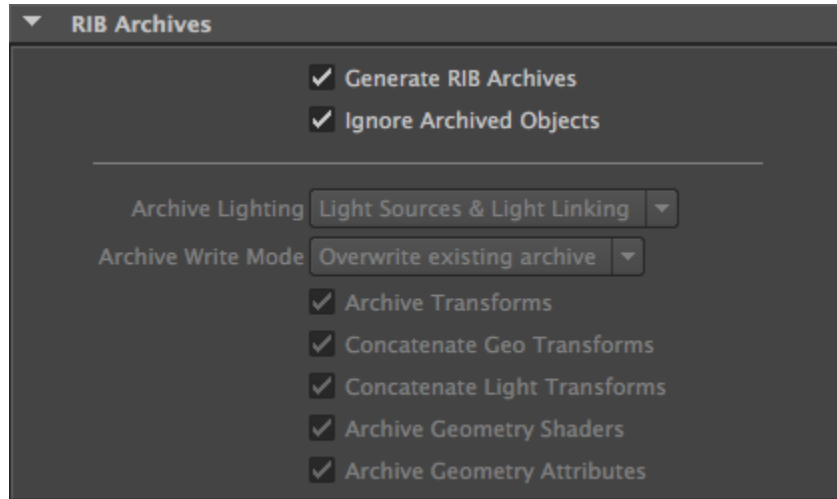 RIB Archives
Generate RIB Archives
Ignore Archived Objects
Archive Lighting Light Sources & Light Linking
Archive Write Mode Overwrite existing archive
Archive Transforms
Concatenate Geo Transforms
Concatenate Light Transforms
Archive Geometry Shaders
Archive Geometry Attributes